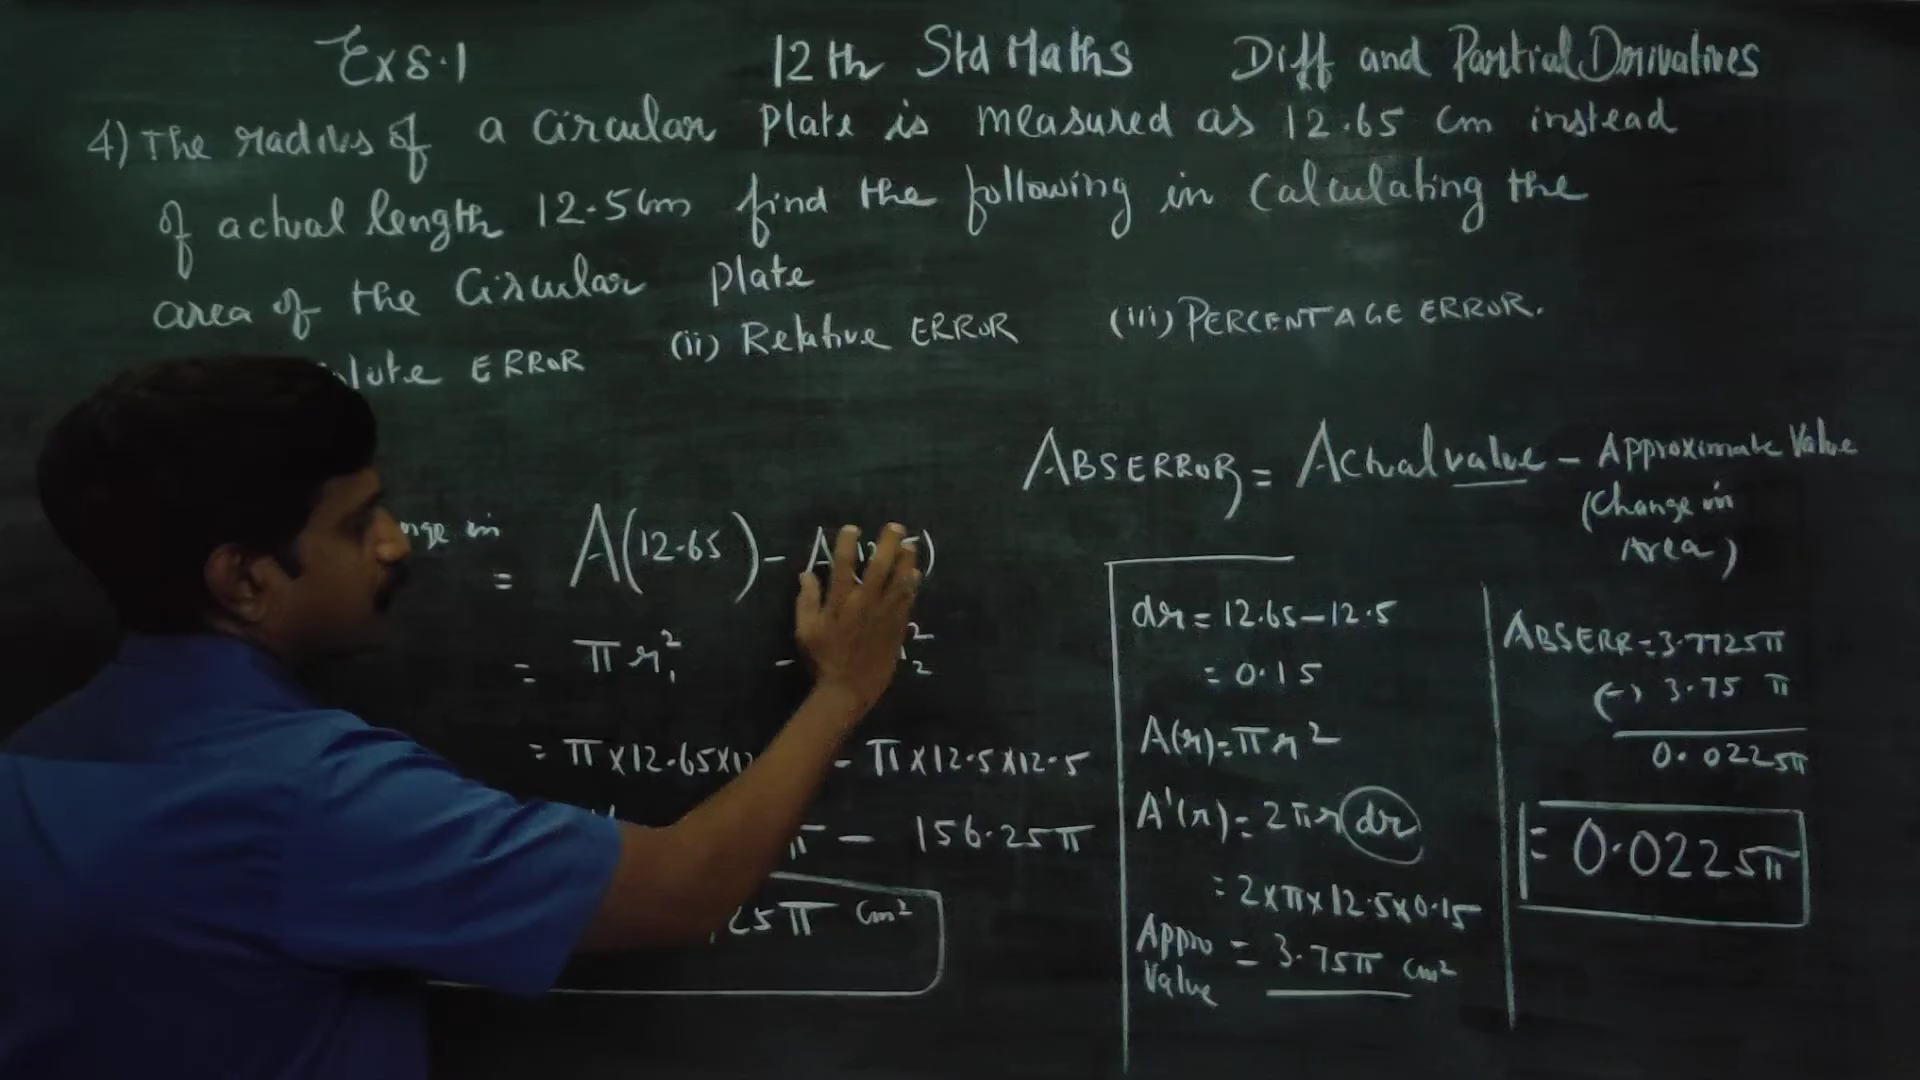 Ex 8.1 12th Std Maths Diff and Partial Derivatives
4) The radius of a circular plate is measured as 12.65 cm instead
of actual length 12.5cm find the following in calculating the
area of the circular plate
ERROR (ii) Relative ERROR (iii) PERCENTAGE ERROR.
ABS ERROR = Actual value - Approximate Value
(Change in
Area)
in
= A(12.65) - A(
= πr₁² -
= π×12.65×12 - π×12.5×12.5
π - 156.25π
25π cm²
dr = 12.65-12.5
= 0.15
A(r) = πr²
A'(r) = 2πr dr
= 2×π×12.5×0.15
Appro Value = 3.75π cm²
ABSERR = 3.7725π
(-) 3.75 π
0.0225π
= 0.0225π